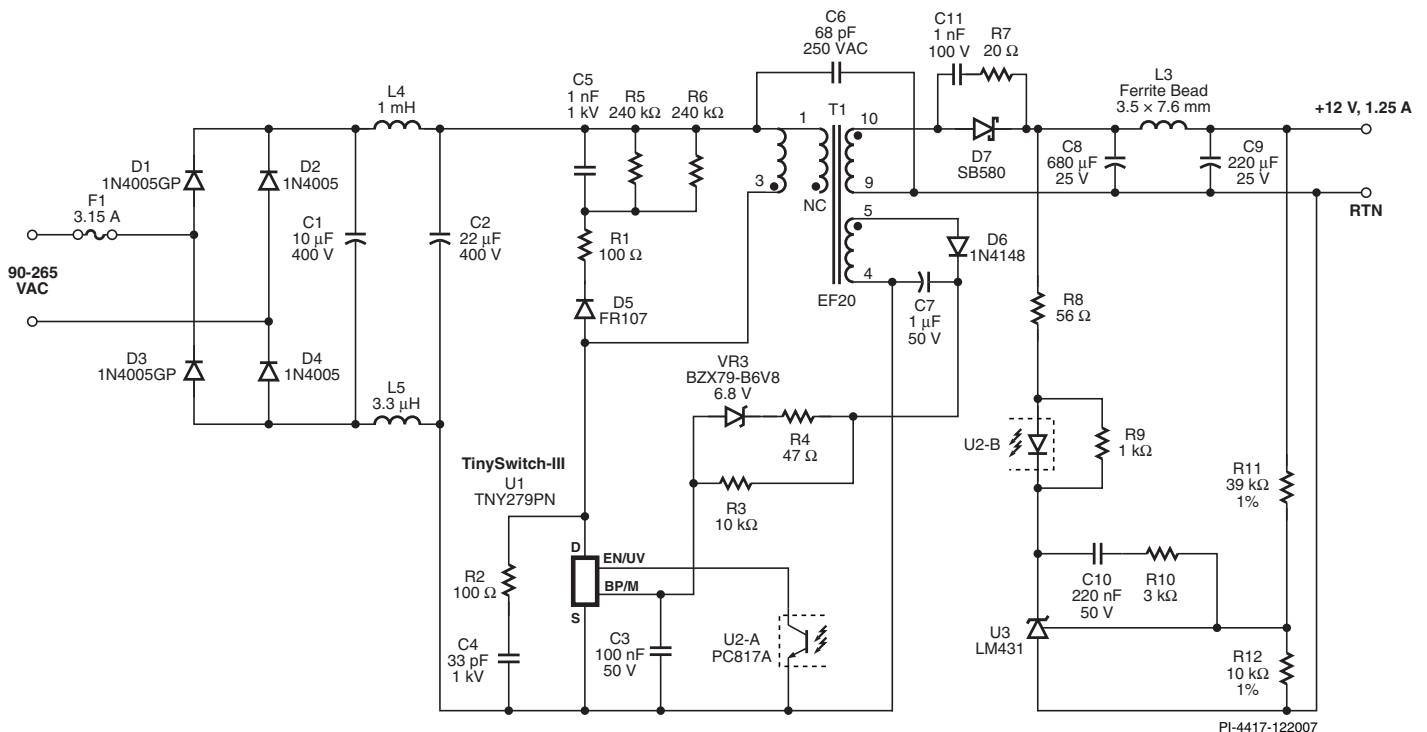 C6
68 pF
250 VAC
C11
1 nF
100 V
R7
20 Ω
L3
Ferrite Bead
3.5 × 7.6 mm
+12 V, 1.25 A
L4
1 mH
C5
1 nF
1 kV
R5
240 kΩ
R6
240 kΩ
T1
1
10
3
9
NC
D7
SB580
C8
680 μF
25 V
C9
220 μF
25 V
RTN
D1
1N4005GP
D2
1N4005
F1
3.15 A
C1
10 μF
400 V
C2
22 μF
400 V
R1
100 Ω
5
4
D6
1N4148
90-265
VAC
D5
FR107
EF20
C7
1 μF
50 V
R8
56 Ω
D3
1N4005GP
D4
1N4005
L5
3.3 μH
VR3
BZX79-B6V8
6.8 V
R4
47 Ω
U2-B
R9
1 kΩ
TinySwitch-III
U1
TNY279PN
R3
10 kΩ
R11
39 kΩ
1%
D
EN/UV
BP/M
S
R2
100 Ω
C10
220 nF
50 V
R10
3 kΩ
C4
33 pF
1 kV
C3
100 nF
50 V
U2-A
PC817A
U3
LM431
R12
10 kΩ
1%
PI-4417-122007